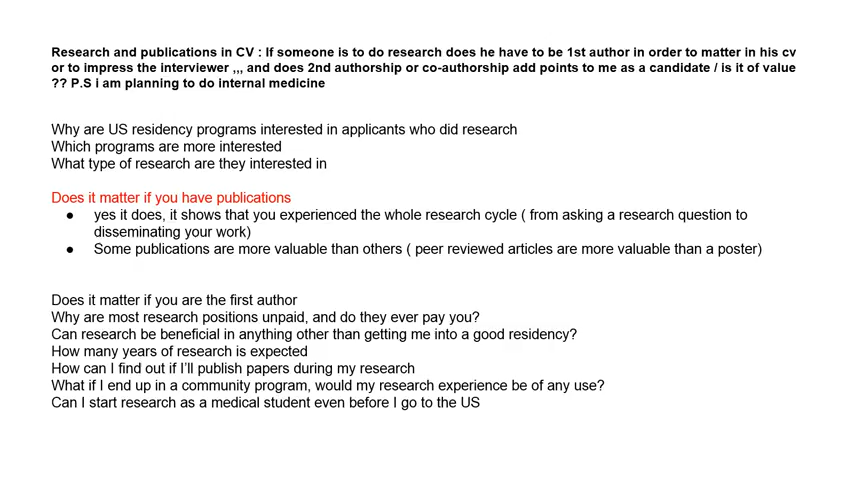 Research and publications in CV : If someone is to do research does he have to be 1st author in order to matter in his cv
or to impress the interviewer ,,, and does 2nd authorship or co-authorship add points to me as a candidate / is it of value
?? P.S i am planning to do internal medicine
Why are US residency programs interested in applicants who did research
Which programs are more interested
What type of research are they interested in
Does it matter if you have publications
● yes it does, it shows that you experienced the whole research cycle ( from asking a research question to
disseminating your work)
● Some publications are more valuable than others ( peer reviewed articles are more valuable than a poster)
Does it matter if you are the first author
Why are most research positions unpaid, and do they ever pay you?
Can research be beneficial in anything other than getting me into a good residency?
How many years of research is expected
How can I find out if I'll publish papers during my research
What if I end up in a community program, would my research experience be of any use?
Can I start research as a medical student even before I go to the US